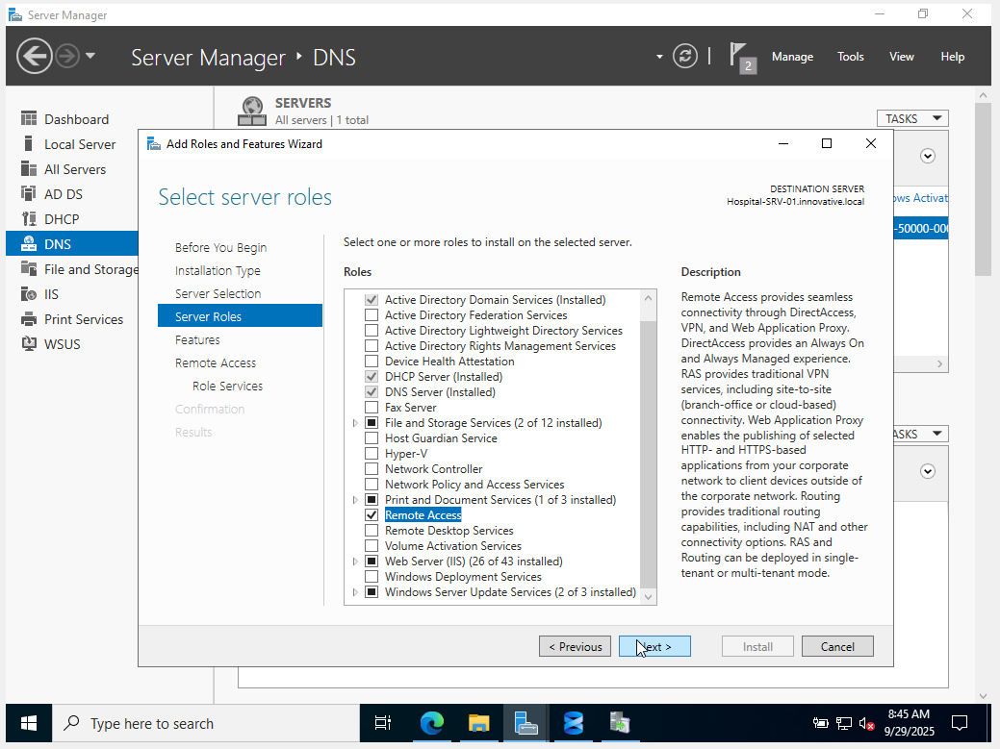 Server Manager
Server Manager ‣ DNS
2
Manage
Tools
View
Help
Dashboard
Local Server
All Servers
AD DS
DHCP
DNS
File and Storage
IIS
Print Services
WSUS
SERVERS
All servers | 1 total
TASKS
ows Activat
-50000-000
ASKS
Add Roles and Features Wizard
Select server roles
DESTINATION SERVER
Hospital-SRV-01.innovative.local
Before You Begin
Installation Type
Server Selection
Server Roles
Features
Remote Access
Role Services
Confirmation
Results
Select one or more roles to install on the selected server.
Roles
Active Directory Domain Services (Installed)
Active Directory Federation Services
Active Directory Lightweight Directory Services
Active Directory Rights Management Services
Device Health Attestation
DHCP Server (Installed)
DNS Server (Installed)
Fax Server
File and Storage Services (2 of 12 installed)
Host Guardian Service
Hyper-V
Network Controller
Network Policy and Access Services
Print and Document Services (1 of 3 installed)
Remote Access
Remote Desktop Services
Volume Activation Services
Web Server (IIS) (26 of 43 installed)
Windows Deployment Services
Windows Server Update Services (2 of 3 installed)
Description
Remote Access provides seamless
connectivity through DirectAccess,
VPN, and Web Application Proxy.
DirectAccess provides an Always On
and Always Managed experience.
RAS provides traditional VPN
services, including site-to-site
(branch-office or cloud-based)
connectivity. Web Application Proxy
enables the publishing of selected
HTTP- and HTTPS-based
applications from your corporate
network to client devices outside of
the corporate network. Routing
provides traditional routing
capabilities, including NAT and other
connectivity options. RAS and
Routing can be deployed in single-
tenant or multi-tenant mode.
< Previous
Next >
Install
Cancel
Type here to search
8:45 AM
9/29/2025